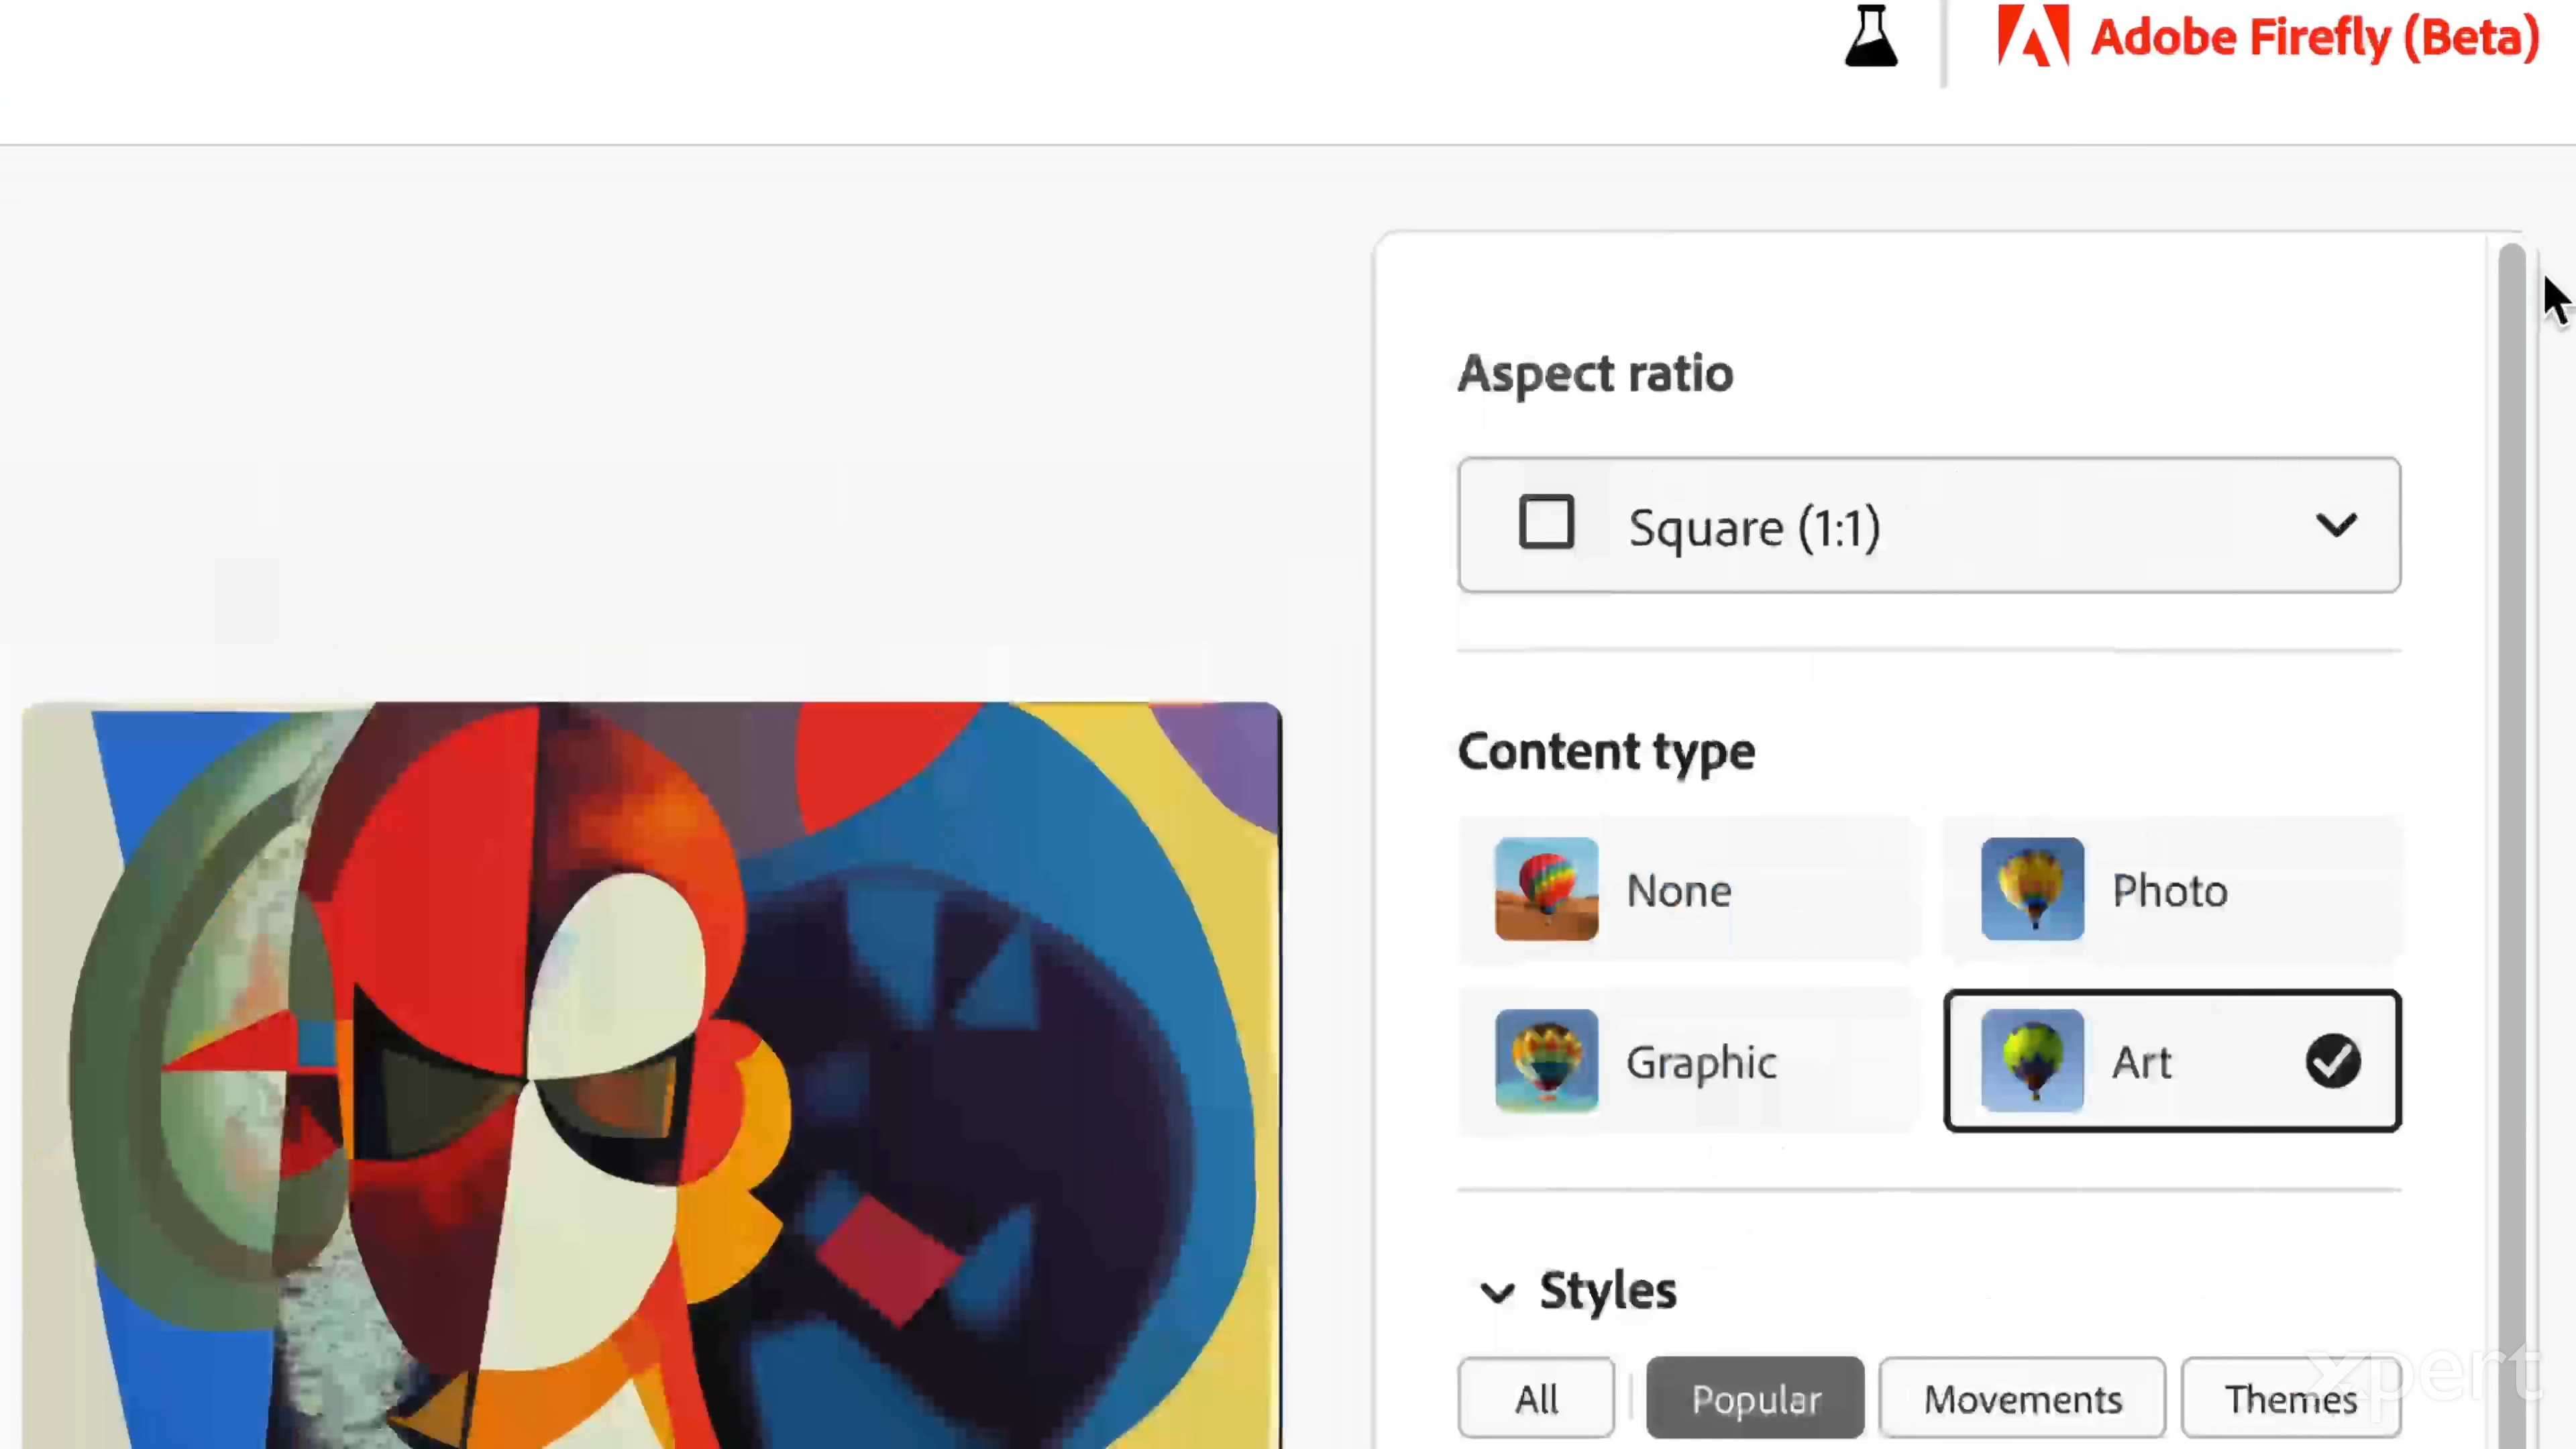 Adobe Firefly (Beta)
Aspect ratio
Square (1:1)
Content type
None
Photo
Graphic
Art
Styles
All
Popular
Movements
Themes
xpert